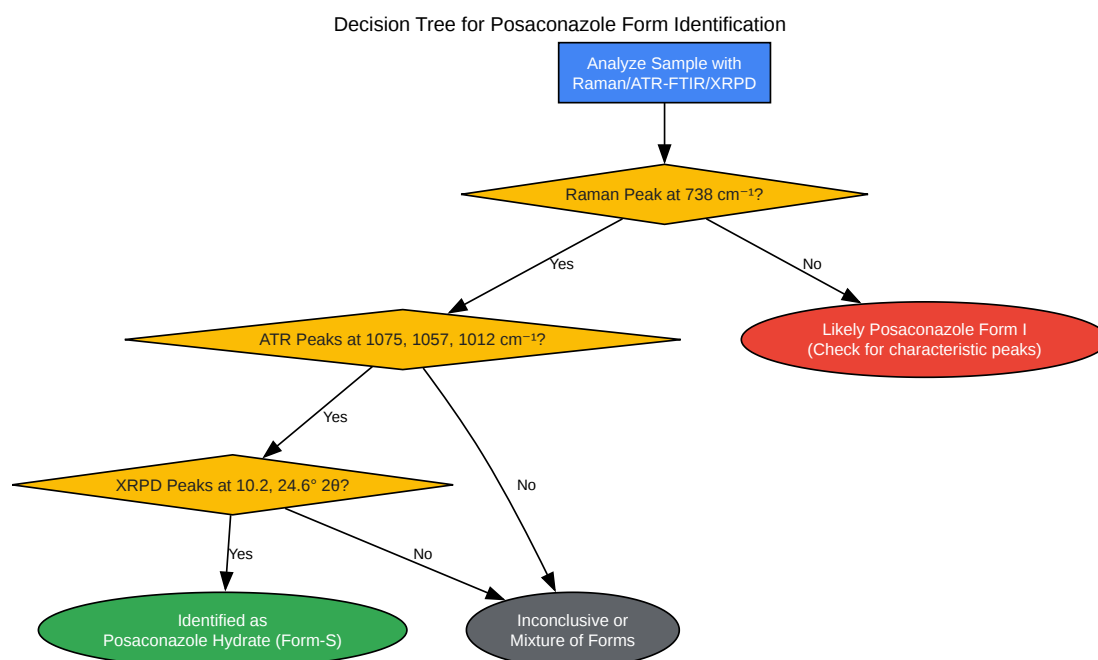 Decision Tree for Posaconazole Form Identification
Analyze Sample with
Raman/ATR-FTIR/XRPD
Raman Peak at 738 cm⁻¹?
Yes
No
ATR Peaks at 1075, 1057, 1012 cm⁻¹?
Likely Posaconazole Form I
(Check for characteristic peaks)
Yes
No
XRPD Peaks at 10.2, 24.6° 2θ?
Yes
No
Identified as
Posaconazole Hydrate (Form-S)
Inconclusive or
Mixture of Forms